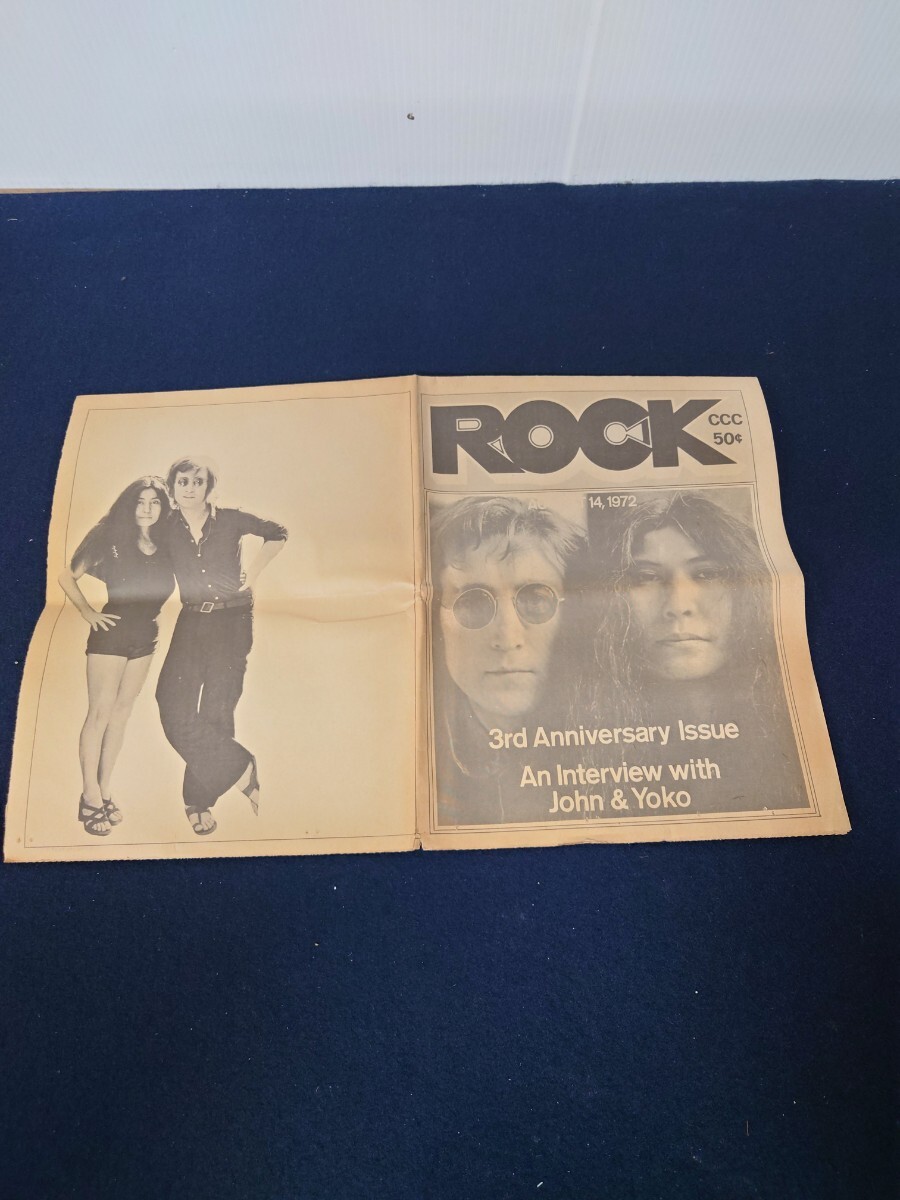 ROCK
CCC
50¢
14, 1972
3rd Anniversary Issue
An Interview with
John & Yoko